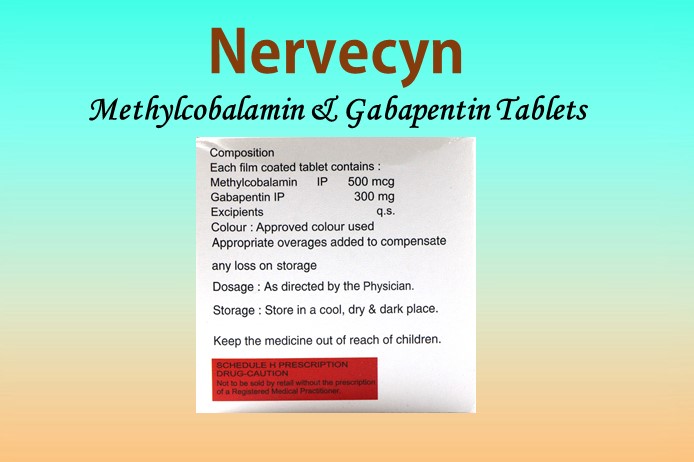 Nervecyn
Methylcobalamin & Gabapentin Tablets
Composition
Each film coated tablet contains :
Methylcobalamin IP 500 mcg
Gabapentin IP 300 mg
Excipients q.s.
Colour : Approved colour used
Appropriate overages added to compensate
any loss on storage
Dosage : As directed by the Physician.
Storage : Store in a cool, dry & dark place.
Keep the medicine out of reach of children.
SCHEDULE H PRESCRIPTION
DRUG-CAUTION
Not to be sold by retail without the prescription
of a Registered Medical Practitioner.